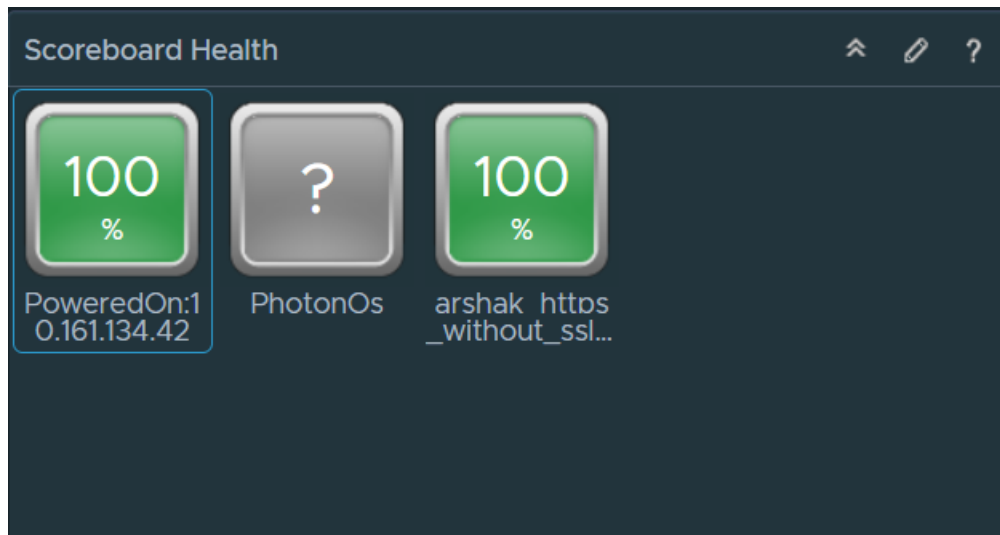 Scoreboard Health
?
100
%
?
100
%
PoweredOn:1
0.161.134.42
PhotonOs
arshak_https
_without_ssl...